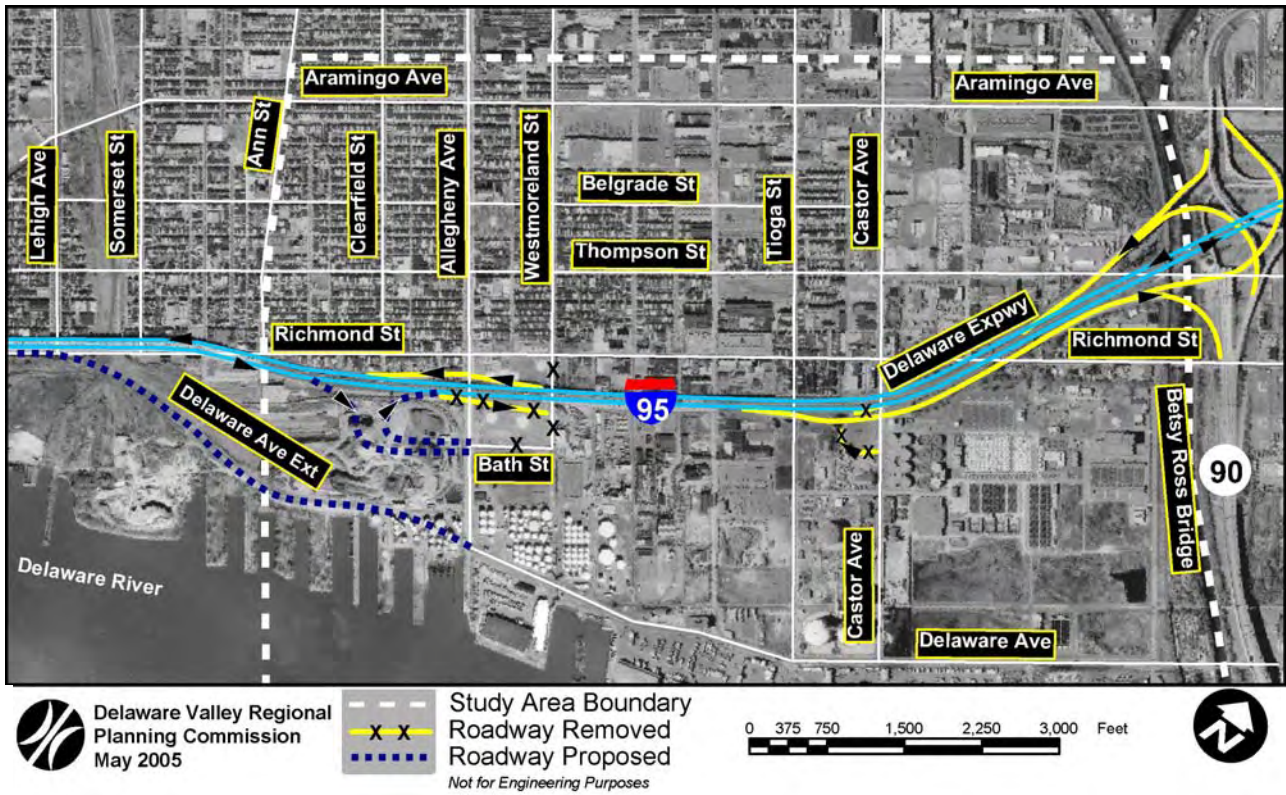 Aramingo Ave
Aramingo Ave
Ann St
Lehigh Ave
Somerset St
Clearfield St
Allegheny Ave
Westmoreland St
Belgrade St
Tioga St
Castor Ave
Thompson St
Richmond St
Delaware Expwy
Richmond St
Delaware Ave Ext
95
Betsy Ross Bridge
90
Bath St
X
X
X
X
X
X
X
X
X
Delaware River
Castor Ave
Delaware Ave
Delaware Valley Regional
Planning Commission
May 2005
Study Area Boundary
X X
Roadway Removed
Roadway Proposed
Not for Engineering Purposes
0 375 750 1,500 2,250 3,000 Feet
N